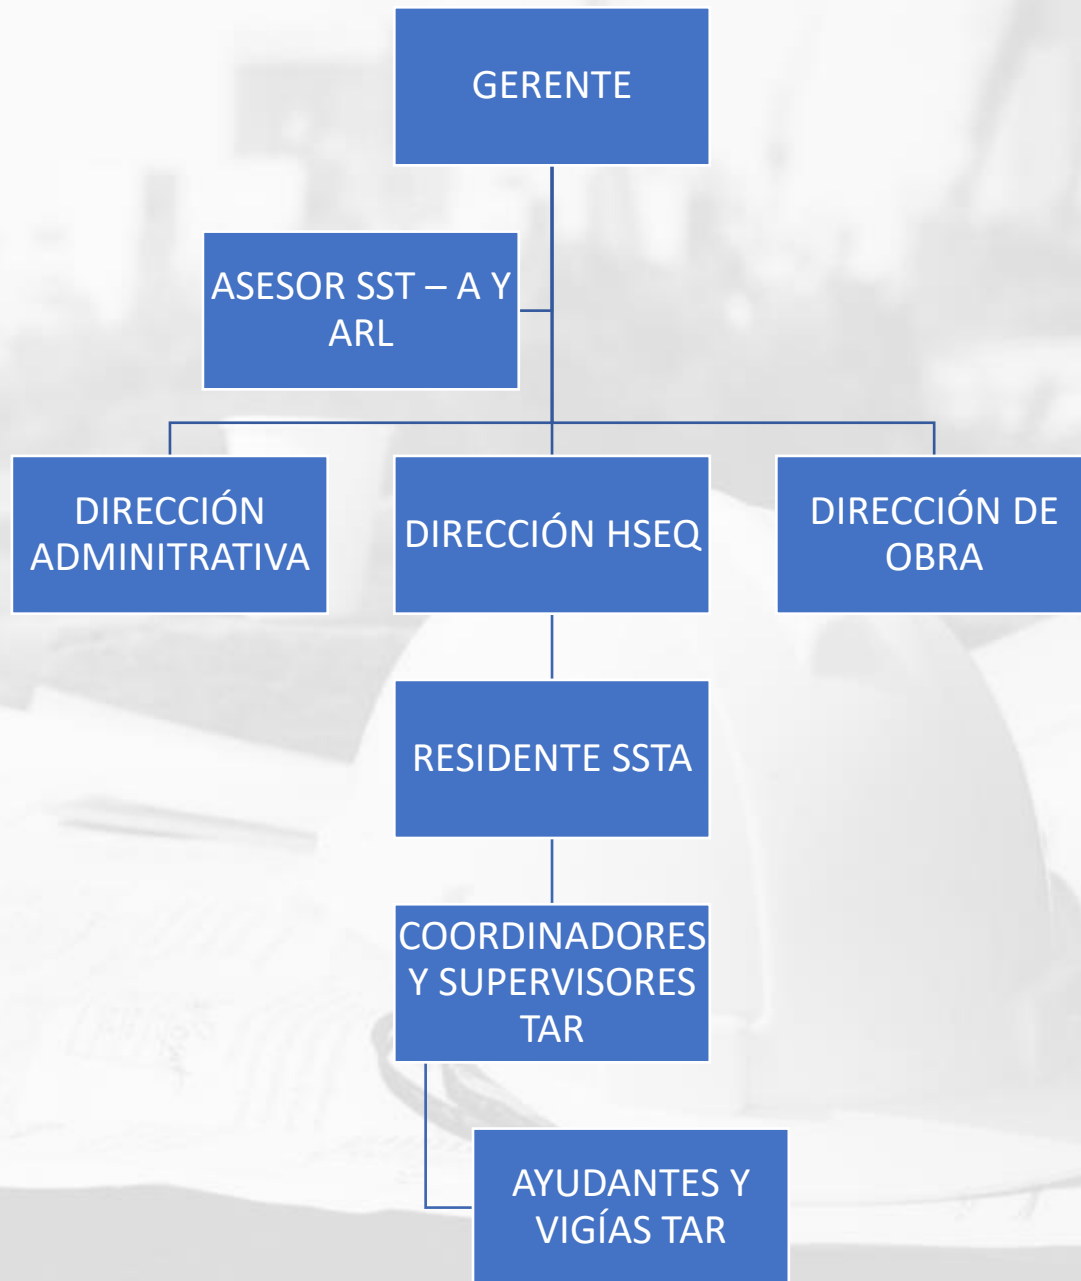 GERENTE
ASESOR SST – A Y
ARL
DIRECCIÓN
ADMINITRATIVA
DIRECCIÓN HSEQ
DIRECCIÓN DE
OBRA
RESIDENTE SSTA
COORDINADORES
Y SUPERVISORES
TAR
AYUDANTES Y
VIGÍAS TAR